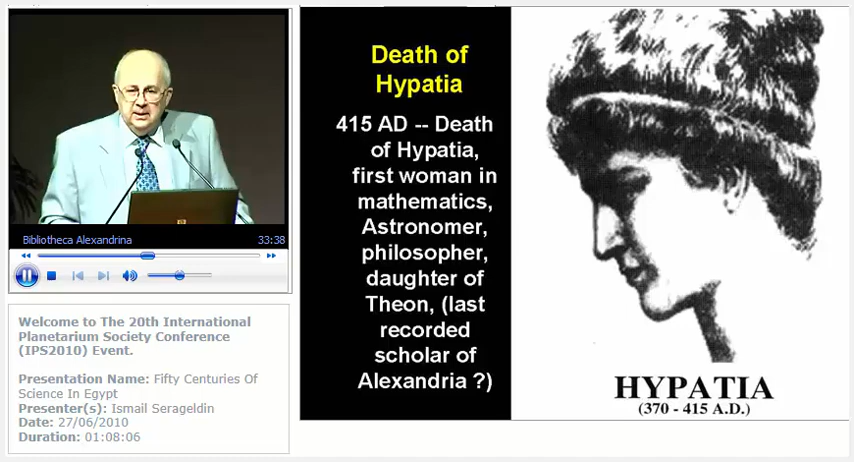 Bibliotheca Alexandrina 33:38
Welcome to The 20th International
Planetarium Society Conference
(IPS2010) Event.
Presentation Name: Fifty Centuries Of
Science In Egypt
Presenter(s): Ismail Serageldin
Date: 27/06/2010
Duration: 01:08:06
Death of
Hypatia
415 AD -- Death
of Hypatia,
first woman in
mathematics,
Astronomer,
philosopher,
daughter of
Theon, (last
recorded
scholar of
Alexandria ?)
HYPATIA
(370 - 415 A.D.)